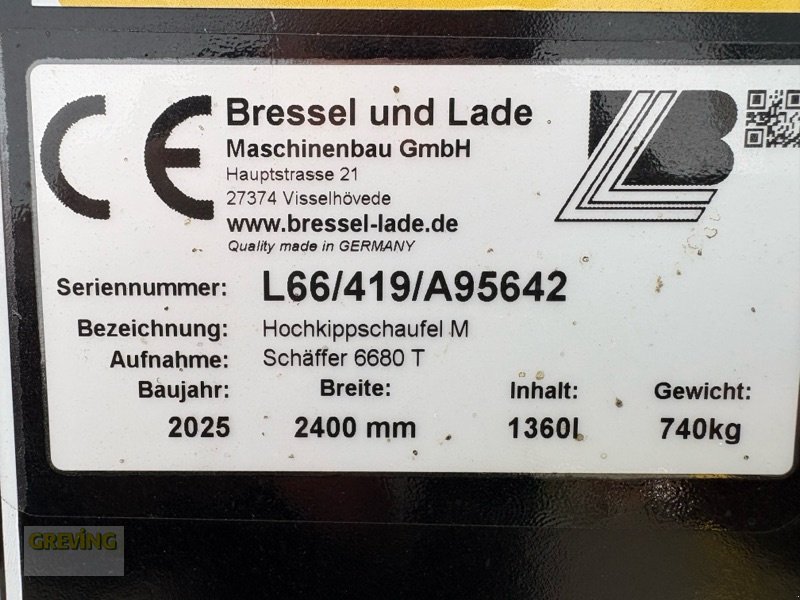 CE
Bressel und Lade
Maschinenbau GmbH
Hauptstrasse 21
27374 Visselhövede
www.bressel-lade.de
Quality made in GERMANY
LB
Seriennummer: L66/419/A95642
Bezeichnung: Hochkippschaufel M
Aufnahme: Schäffer 6680 T
Baujahr: Breite: Inhalt: Gewicht:
2025 2400 mm 1360l 740kg
GREVING